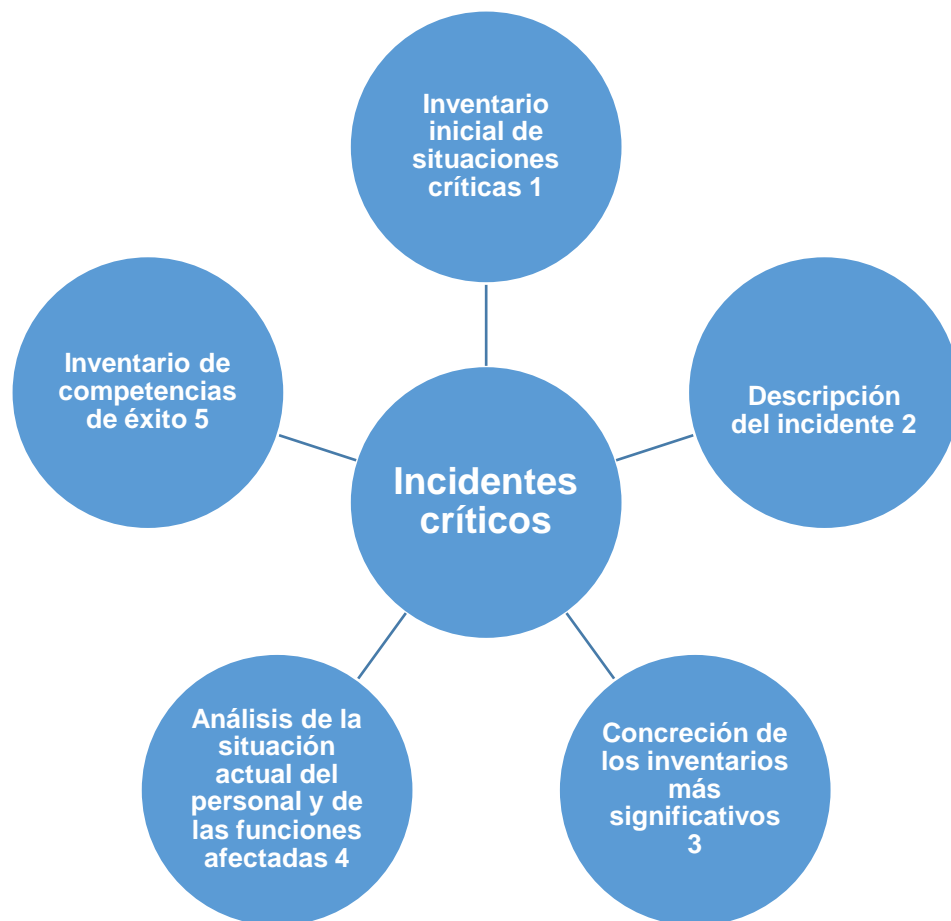 Inventario
inicial de
situaciones
críticas 1
Descripción
del incidente 2
Concreción de
los inventarios
más
significativos
3
Análisis de la
situación
actual del
personal y de
las funciones
afectadas 4
Inventario de
competencias
de éxito 5
Incidentes
críticos